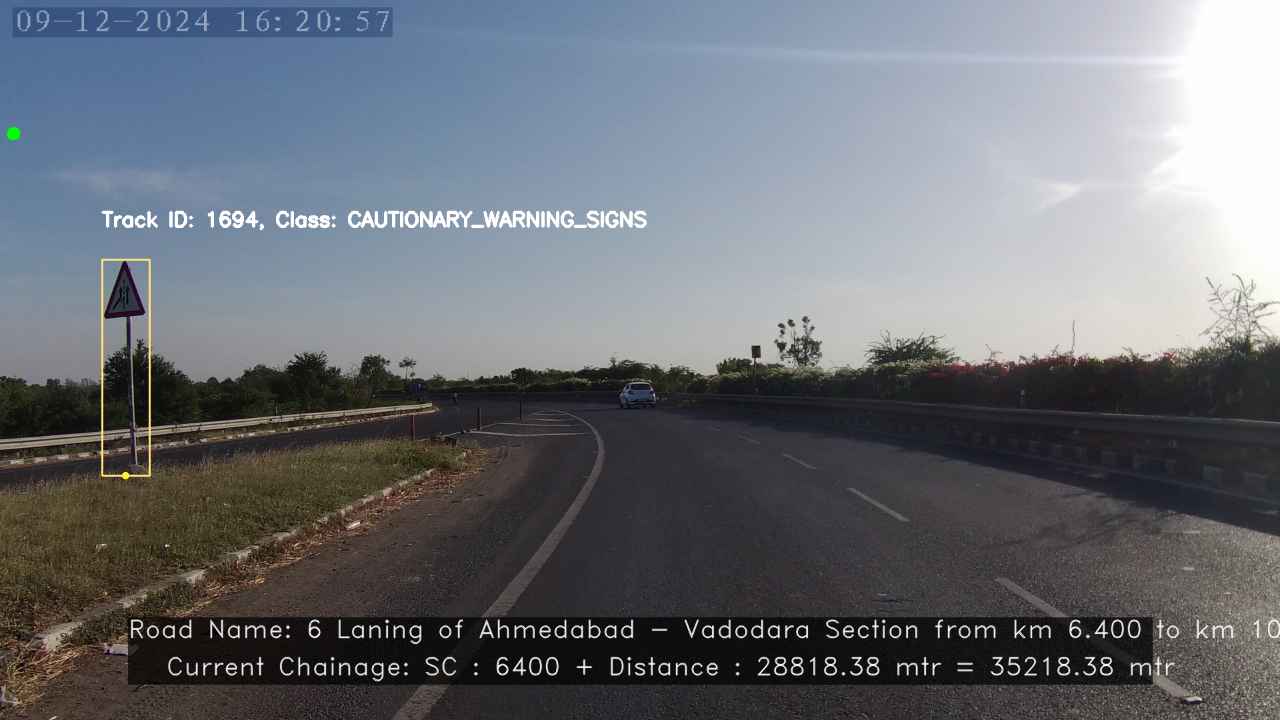 09-12-2024 16:20:57
Track ID: 1694, Class: CAUTIONARY_WARNING_SIGNS
Road Name: 6 Laning of Ahmedabad - Vadodara Section from km 6.400 to km 10
Current Chainage: SC : 6400 + Distance : 28818.38 mtr = 35218.38 mtr